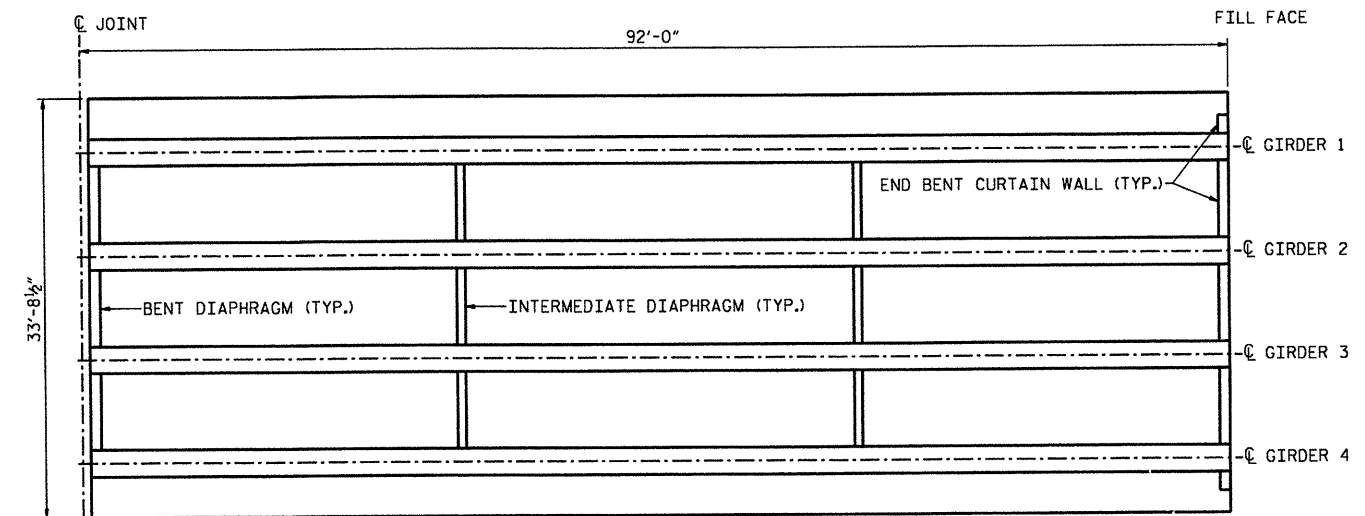 ℄ JOINT
FILL FACE
92'-0"
℄ GIRDER 1
END BENT CURTAIN WALL (TYP.)
℄ GIRDER 2
33'-8½"
BENT DIAPHRAGM (TYP.)
INTERMEDIATE DIAPHRAGM (TYP.)
℄ GIRDER 3
℄ GIRDER 4